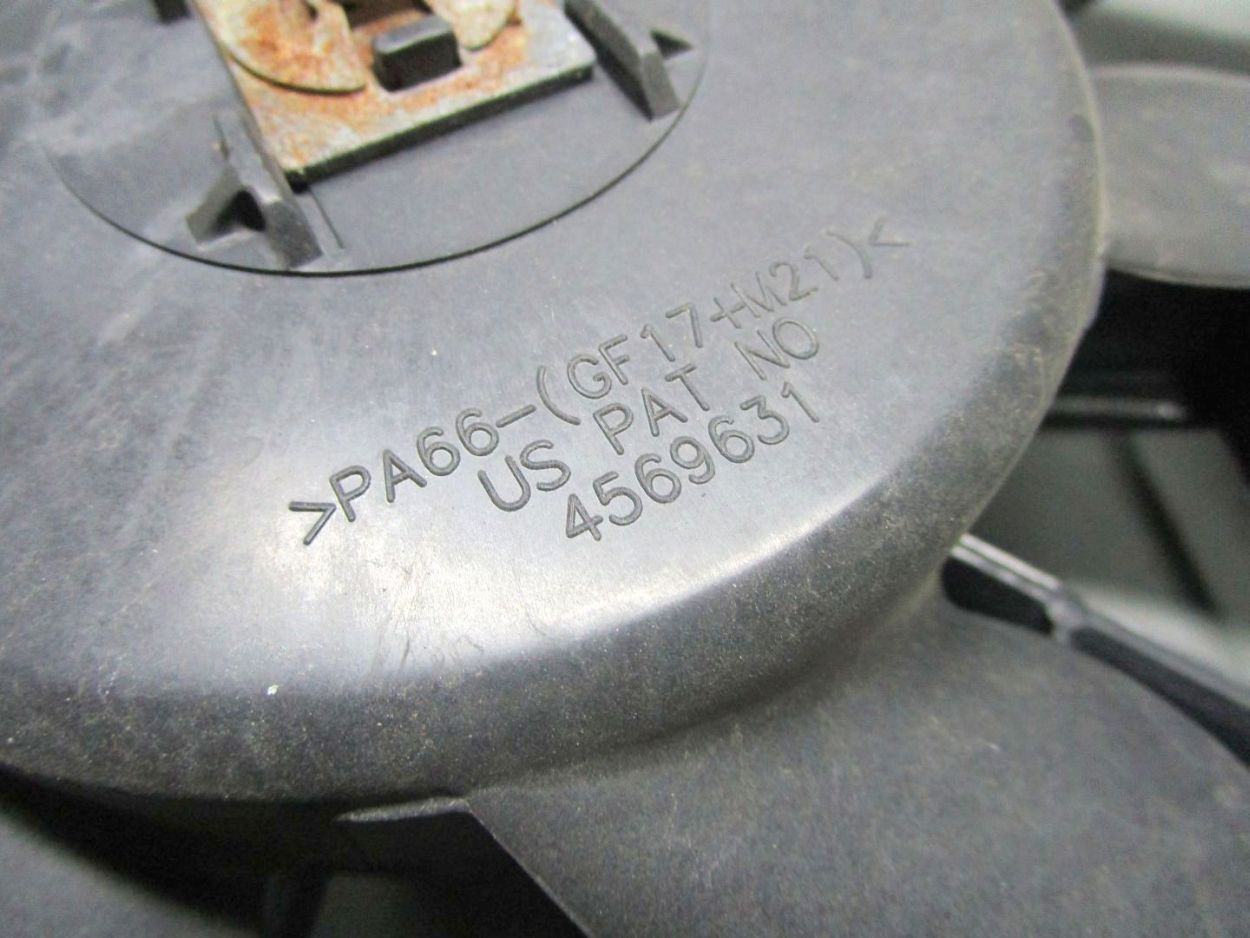 >PA66-(GF17+M21)<
US PAT NO
4569631